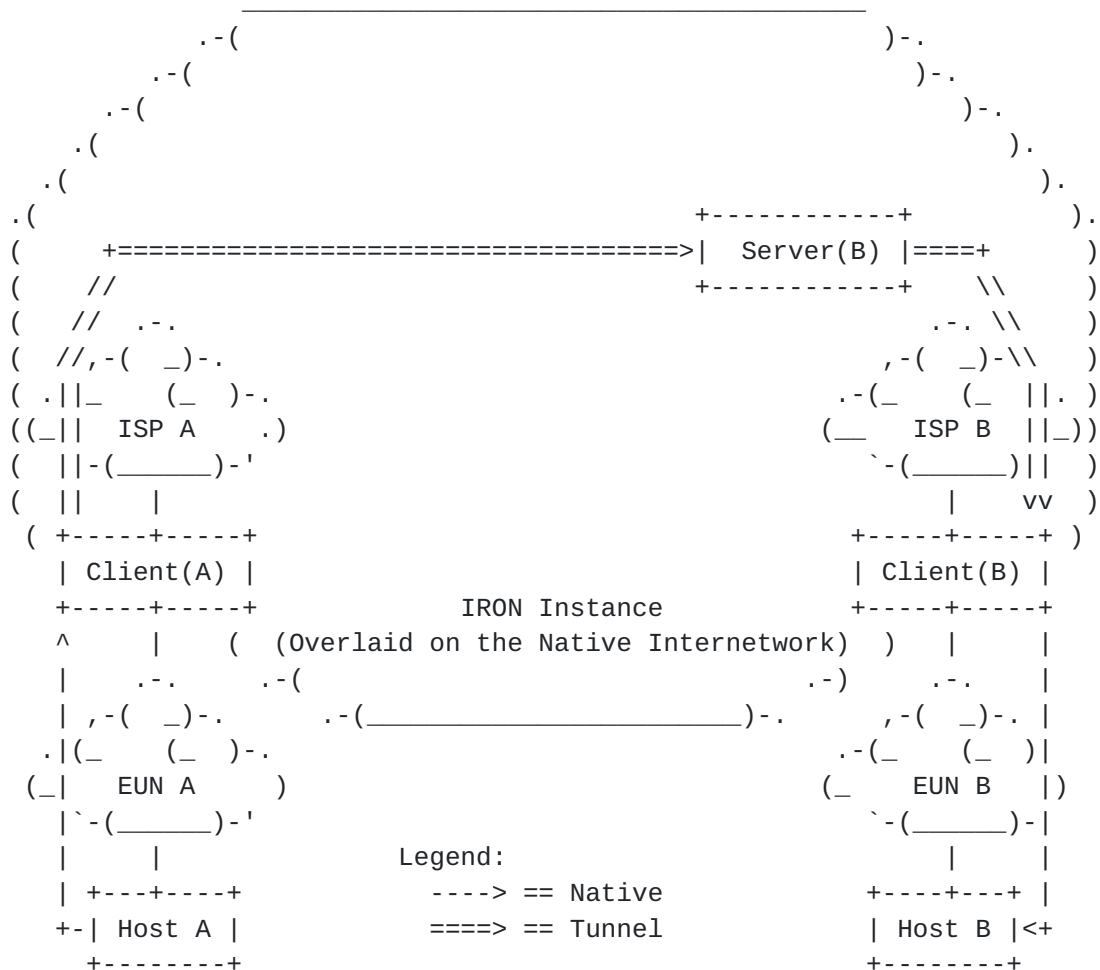 Server(B)
ISP A ISP B
Client(A) Client(B)
IRON Instance
(Overlaid on the Native Internetwork)
EUN A EUN B
Legend:
----> == Native
Host A ====> == Tunnel Host B